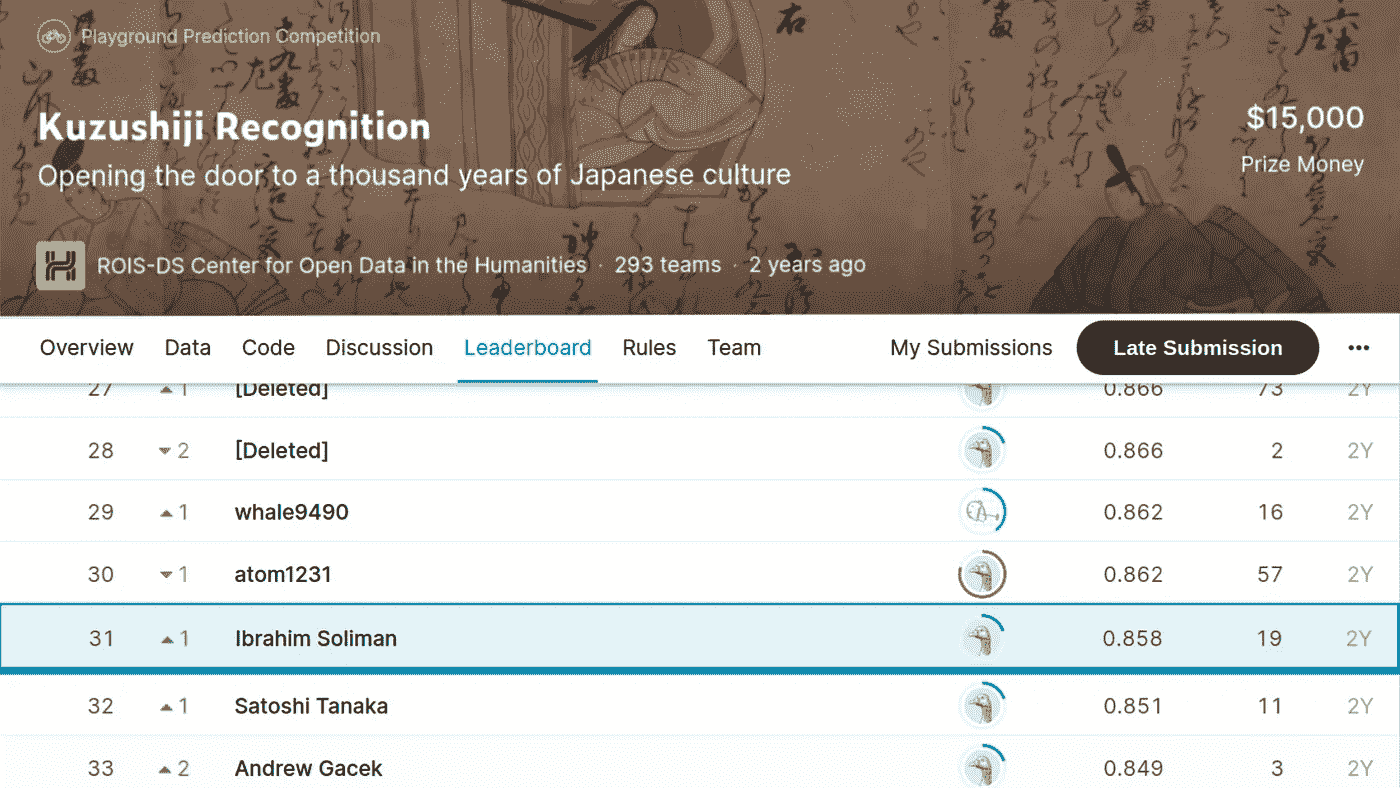 Playground Prediction Competition
Kuzushiji Recognition
$15,000
Opening the door to a thousand years of Japanese culture
Prize Money
ROIS-DS Center for Open Data in the Humanities · 293 teams · 2 years ago
Overview Data Code Discussion Leaderboard Rules Team My Submissions Late Submission •••
27 ▲ 1 [Deleted] 0.866 73 2Y
28 ▼ 2 [Deleted] 0.866 2 2Y
29 ▲ 1 whale9490 0.862 16 2Y
30 ▼ 1 atom1231 0.862 57 2Y
31 ▲ 1 Ibrahim Soliman 0.858 19 2Y
32 ▲ 1 Satoshi Tanaka 0.851 11 2Y
33 ▲ 2 Andrew Gacek 0.849 3 2Y